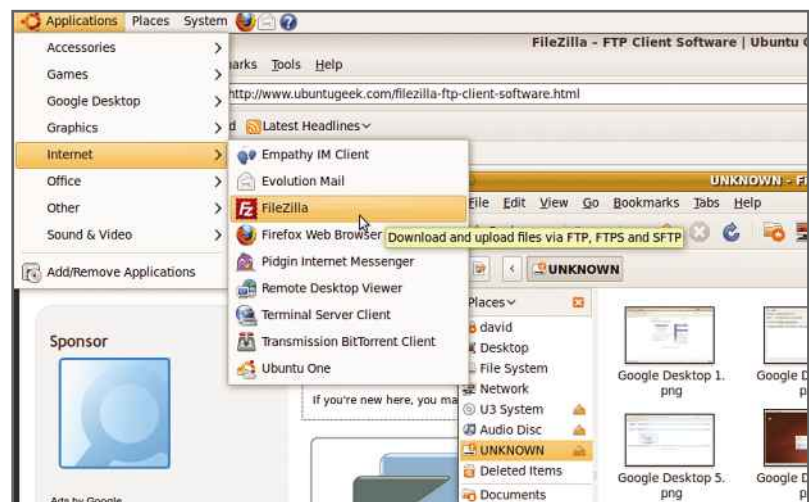 Applications Places System
FileZilla - FTP Client Software | Ubuntu
Accessories
Games
Google Desktop
Graphics
Internet
Office
Other
Sound & Video
Add/Remove Applications
arks Tools Help
http://www.ubuntugeek.com/filezilla-ftp-client-software.html
d Latest Headlines
Empathy IM Client
Evolution Mail
FileZilla
Firefox Web Browser
Pidgin Internet Messenger
Remote Desktop Viewer
Terminal Server Client
Transmission BitTorrent Client
Ubuntu One
Download and upload files via FTP, FTPS and SFTP
UNKNOWN - Fi
File Edit View Go Bookmarks Tabs Help
UNKNOWN
Places
david
Desktop
File System
Network
U3 System
Audio Disc
UNKNOWN
Deleted Items
Documents
Google Desktop 1.
png
Google D
p
Google Desktop 5.
png
Google D
p
Sponsor
If you're new here, you ma
Ads by Google